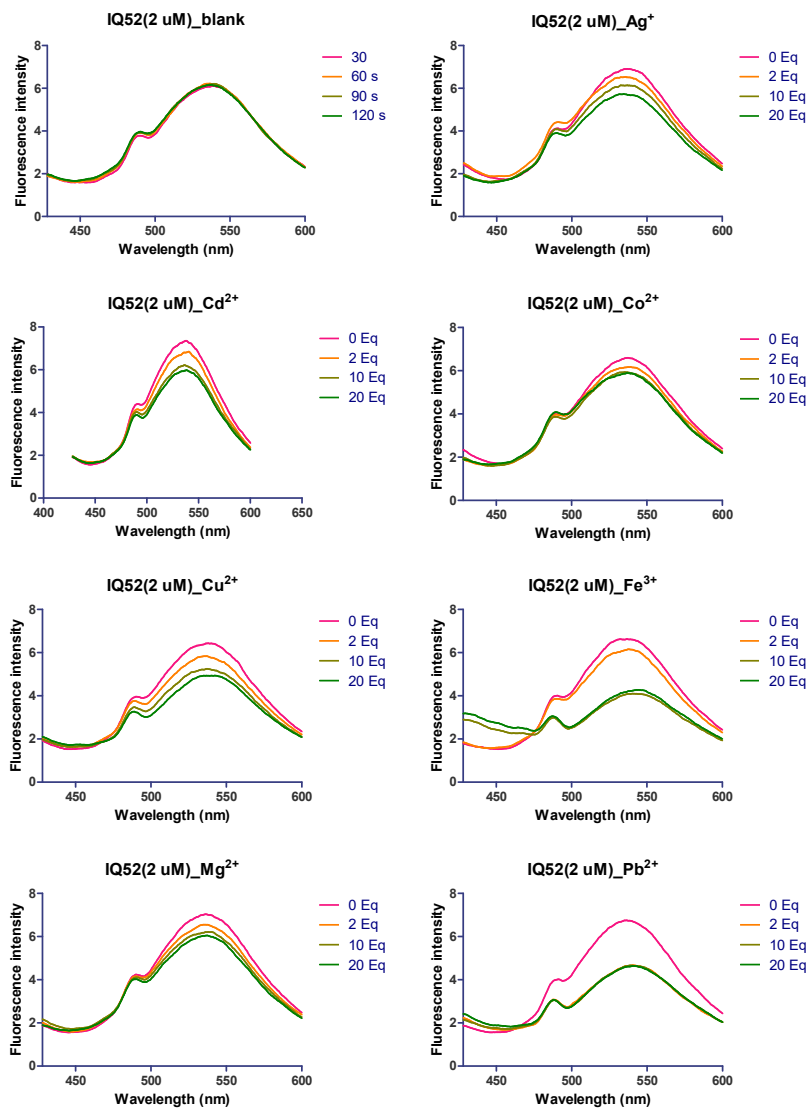 IQ52(2 uM)_blank
Fluorescence intensity
8
6
4
2
0
450 500 550 600
Wavelength (nm)
30
60 s
90 s
120 s
IQ52(2 uM)_Ag⁺
Fluorescence intensity
8
6
4
2
0
450 500 550 600
Wavelength (nm)
0 Eq
2 Eq
10 Eq
20 Eq
IQ52(2 uM)_Cd²⁺
Fluorescence intensity
8
6
4
2
0
400 450 500 550 600 650
Wavelength (nm)
0 Eq
2 Eq
10 Eq
20 Eq
IQ52(2 uM)_Co²⁺
Fluorescence intensity
8
6
4
2
0
450 500 550 600
Wavelength (nm)
0 Eq
2 Eq
10 Eq
20 Eq
IQ52(2 uM)_Cu²⁺
Fluorescence intensity
8
6
4
2
0
450 500 550 600
Wavelength (nm)
0 Eq
2 Eq
10 Eq
20 Eq
IQ52(2 uM)_Fe³⁺
Fluorescence intensity
8
6
4
2
0
450 500 550 600
Wavelength (nm)
0 Eq
2 Eq
10 Eq
20 Eq
IQ52(2 uM)_Mg²⁺
Fluorescence intensity
8
6
4
2
0
450 500 550 600
Wavelength (nm)
0 Eq
2 Eq
10 Eq
20 Eq
IQ52(2 uM)_Pb²⁺
Fluorescence intensity
8
6
4
2
0
450 500 550 600
Wavelength (nm)
0 Eq
2 Eq
10 Eq
20 Eq